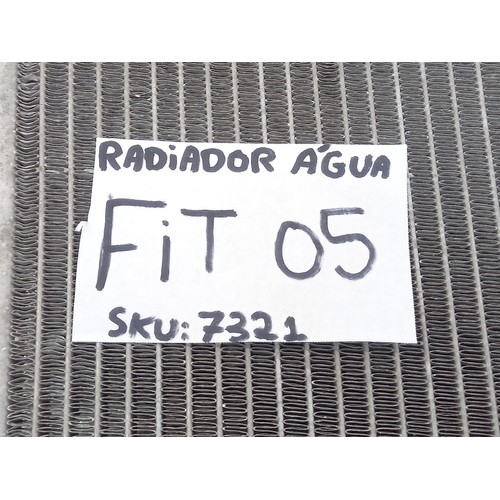 RADiADOR ÁGUA
FiT 05
SKU: 7321